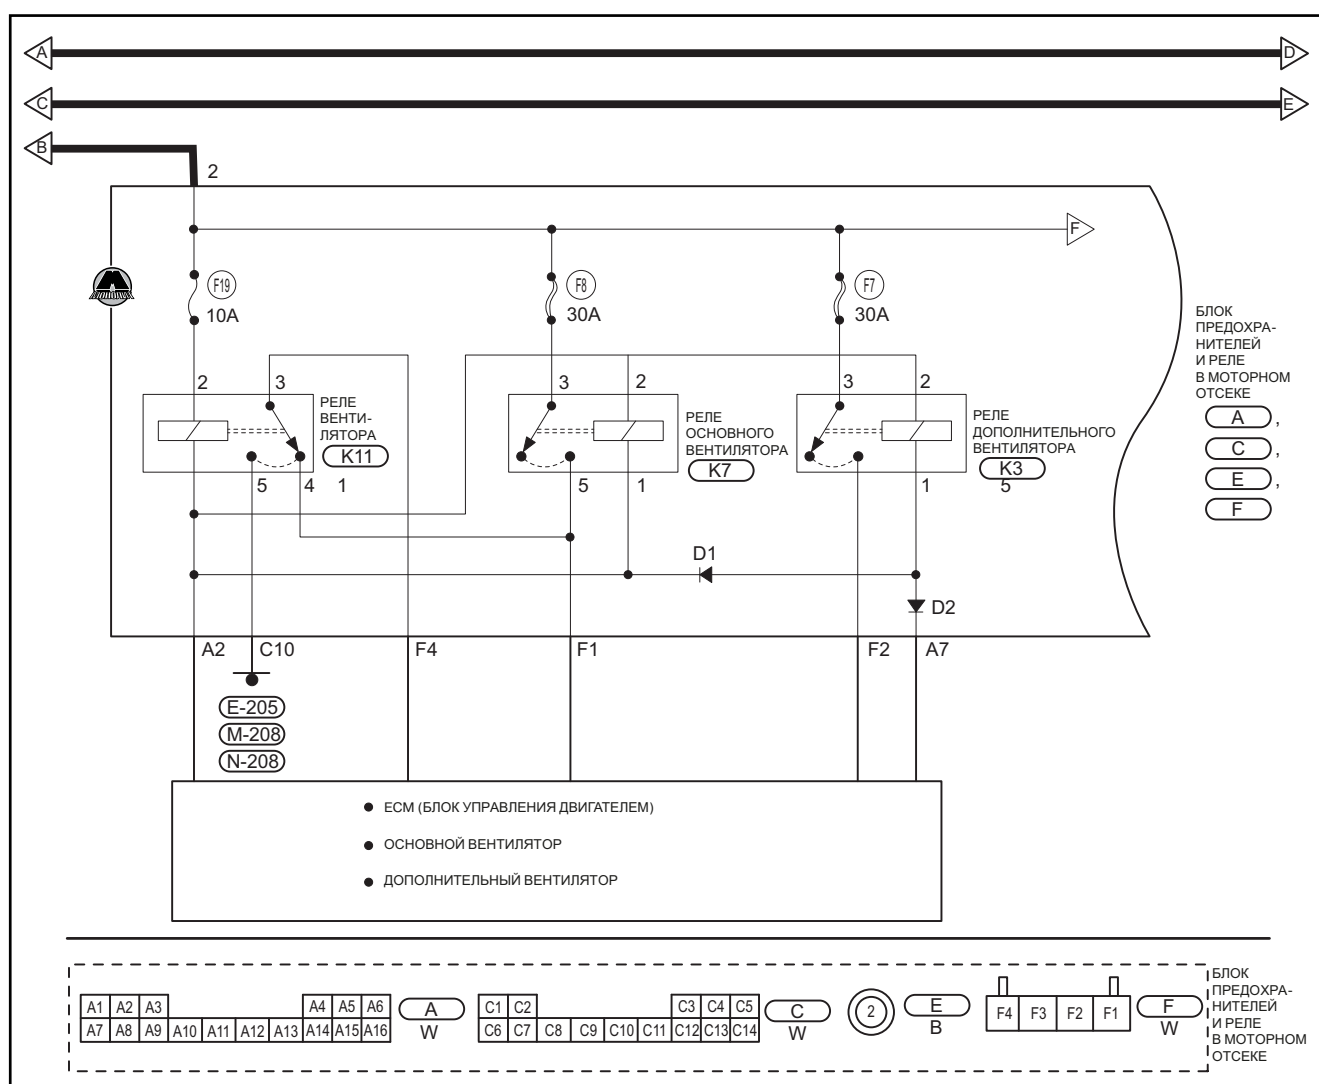 A
D
C
E
B
2
F
F19
10A
F8
30A
F7
30A
2
3
3
2
3
2
РЕЛЕ
ВЕНТИ-
ЛЯТОРА
K11
РЕЛЕ
ОСНОВНОГО
ВЕНТИЛЯТОРА
K7
РЕЛЕ
ДОПОЛНИТЕЛЬНОГО
ВЕНТИЛЯТОРА
K3
5
4
1
5
1
1
5
БЛОК
ПРЕДОХРА-
НИТЕЛЕЙ
И РЕЛЕ
В МОТОРНОМ
ОТСЕКЕ
A ,
C ,
E ,
F
D1
D2
A2
C10
F4
F1
F2
A7
E-205
M-208
N-208
ECM (БЛОК УПРАВЛЕНИЯ ДВИГАТЕЛЕМ)
ОСНОВНОЙ ВЕНТИЛЯТОР
ДОПОЛНИТЕЛЬНЫЙ ВЕНТИЛЯТОР
A1 A2 A3 A4 A5 A6
A7 A8 A9 A10 A11 A12 A13 A14 A15 A16
A
W
C1 C2 C3 C4 C5
C6 C7 C8 C9 C10 C11 C12 C13 C14
C
W
2
E
B
F4 F3 F2 F1
F
W
БЛОК
ПРЕДОХРА-
НИТЕЛЕЙ
И РЕЛЕ
В МОТОРНОМ
ОТСЕКЕ